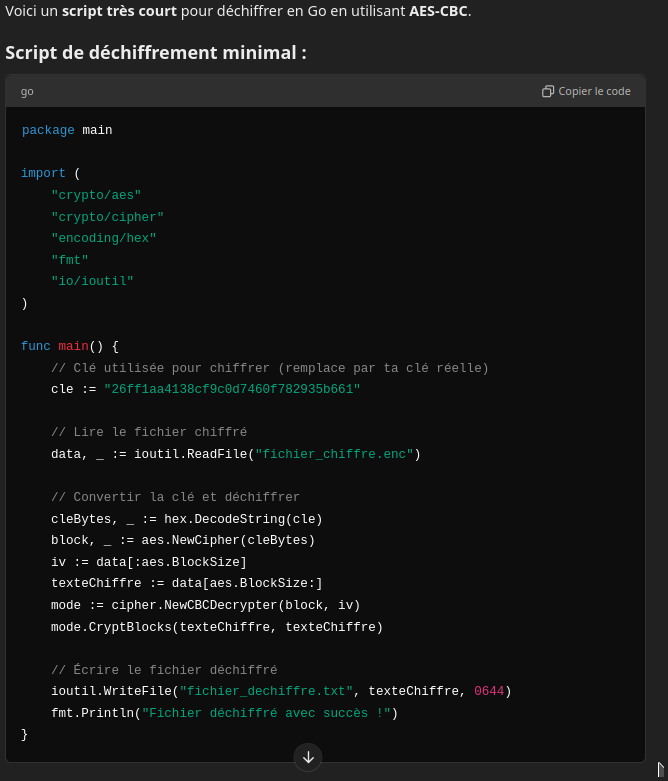 Voici un script très court pour déchiffrer en Go en utilisant AES-CBC.
Script de déchiffrement minimal :
go
Copier le code
package main
import (
    "crypto/aes"
    "crypto/cipher"
    "encoding/hex"
    "fmt"
    "io/ioutil"
)
func main() {
    // Clé utilisée pour chiffrer (remplace par ta clé réelle)
    cle := "26ff1aa4138cf9c0d7460f782935b661"
    // Lire le fichier chiffré
    data, _ := ioutil.ReadFile("fichier_chiffre.enc")
    // Convertir la clé et déchiffrer
    cleBytes, _ := hex.DecodeString(cle)
    block, _ := aes.NewCipher(cleBytes)
    iv := data[:aes.BlockSize]
    texteChiffre := data[aes.BlockSize:]
    mode := cipher.NewCBCDecrypter(block, iv)
    mode.CryptBlocks(texteChiffre, texteChiffre)
    // Écrire le fichier déchiffré
    ioutil.WriteFile("fichier_dechiffre.txt", texteChiffre, 0644)
    fmt.Println("Fichier déchiffré avec succès !")
}